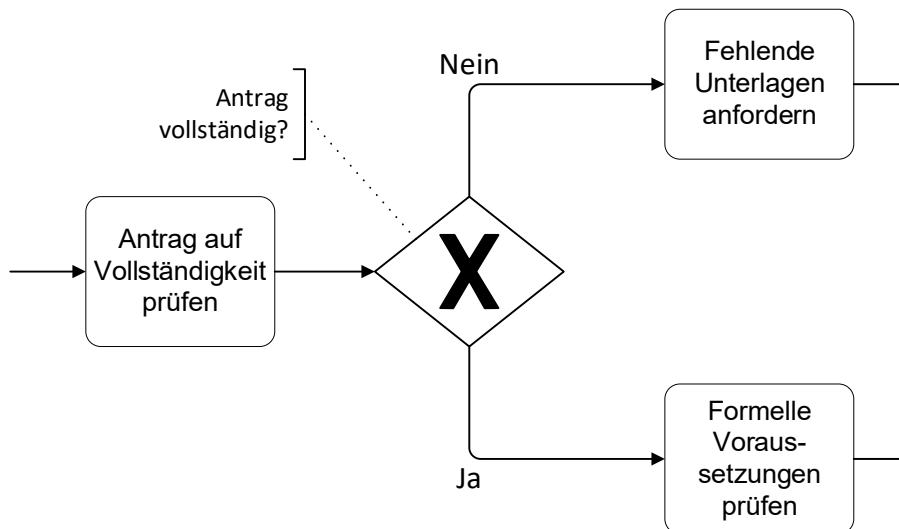 Nein
Fehlende
Unterlagen
anfordern
Antrag
vollständig?
Antrag auf
Vollständigkeit
prüfen
X
Formelle
Voraus-
setzungen
prüfen
Ja